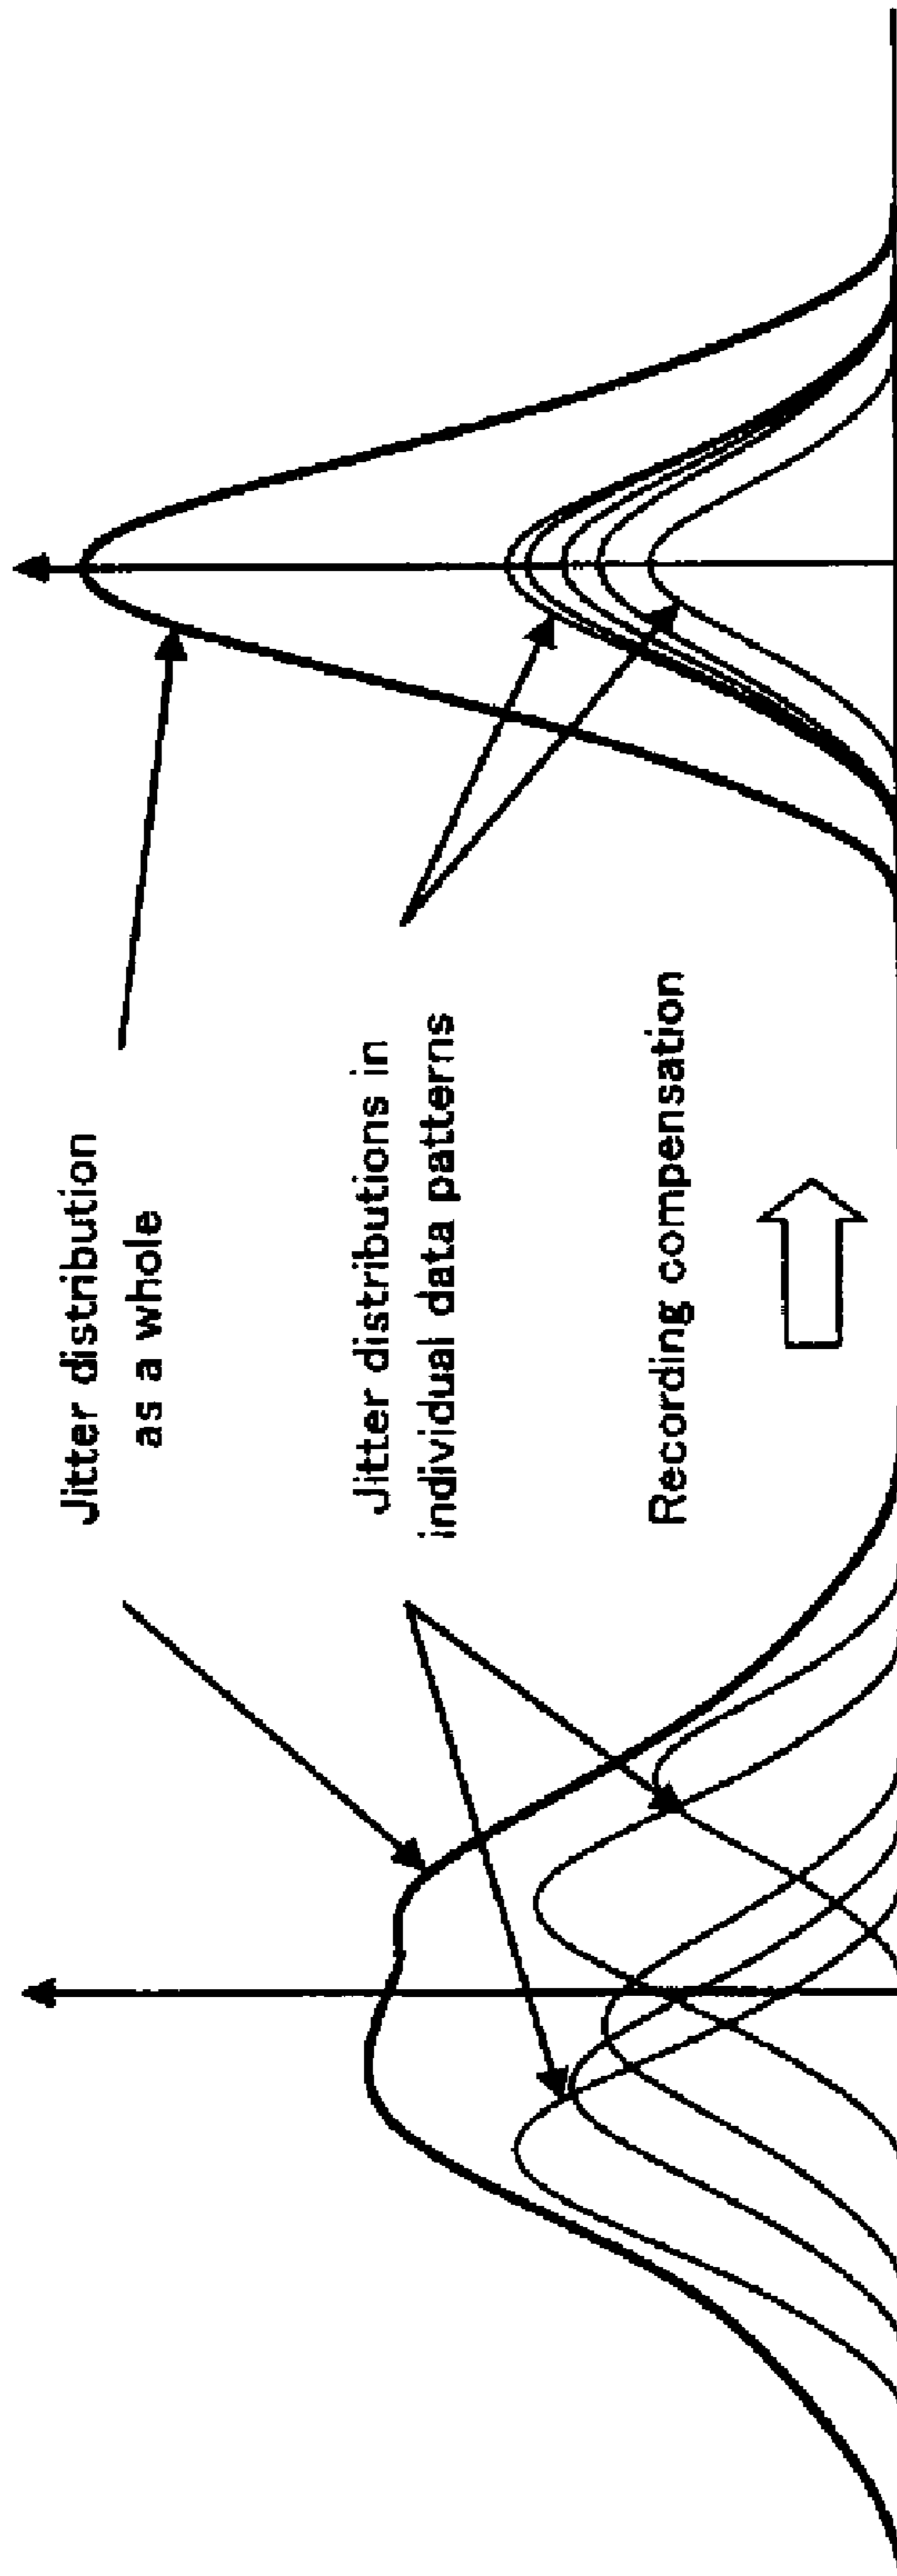 Jitter distribution
as a whole
Jitter distributions in
individual data patterns
Recording compensation